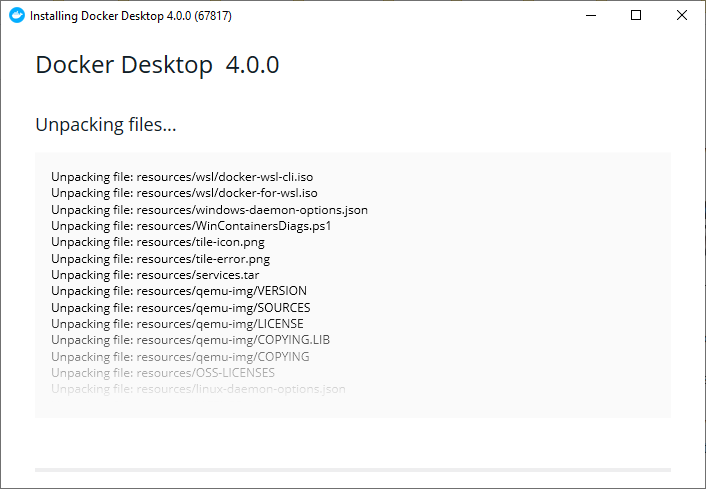 Installing Docker Desktop 4.0.0 (67817)
Docker Desktop 4.0.0
Unpacking files...
Unpacking file: resources/wsl/docker-wsl-cli.iso
Unpacking file: resources/wsl/docker-for-wsl.iso
Unpacking file: resources/windows-daemon-options.json
Unpacking file: resources/WinContainersDiags.ps1
Unpacking file: resources/tile-icon.png
Unpacking file: resources/tile-error.png
Unpacking file: resources/services.tar
Unpacking file: resources/qemu-img/VERSION
Unpacking file: resources/qemu-img/SOURCES
Unpacking file: resources/qemu-img/LICENSE
Unpacking file: resources/qemu-img/COPYING.LIB
Unpacking file: resources/qemu-img/COPYING
Unpacking file: resources/OSS-LICENSES
Unpacking file: resources/linux-daemon-options.json